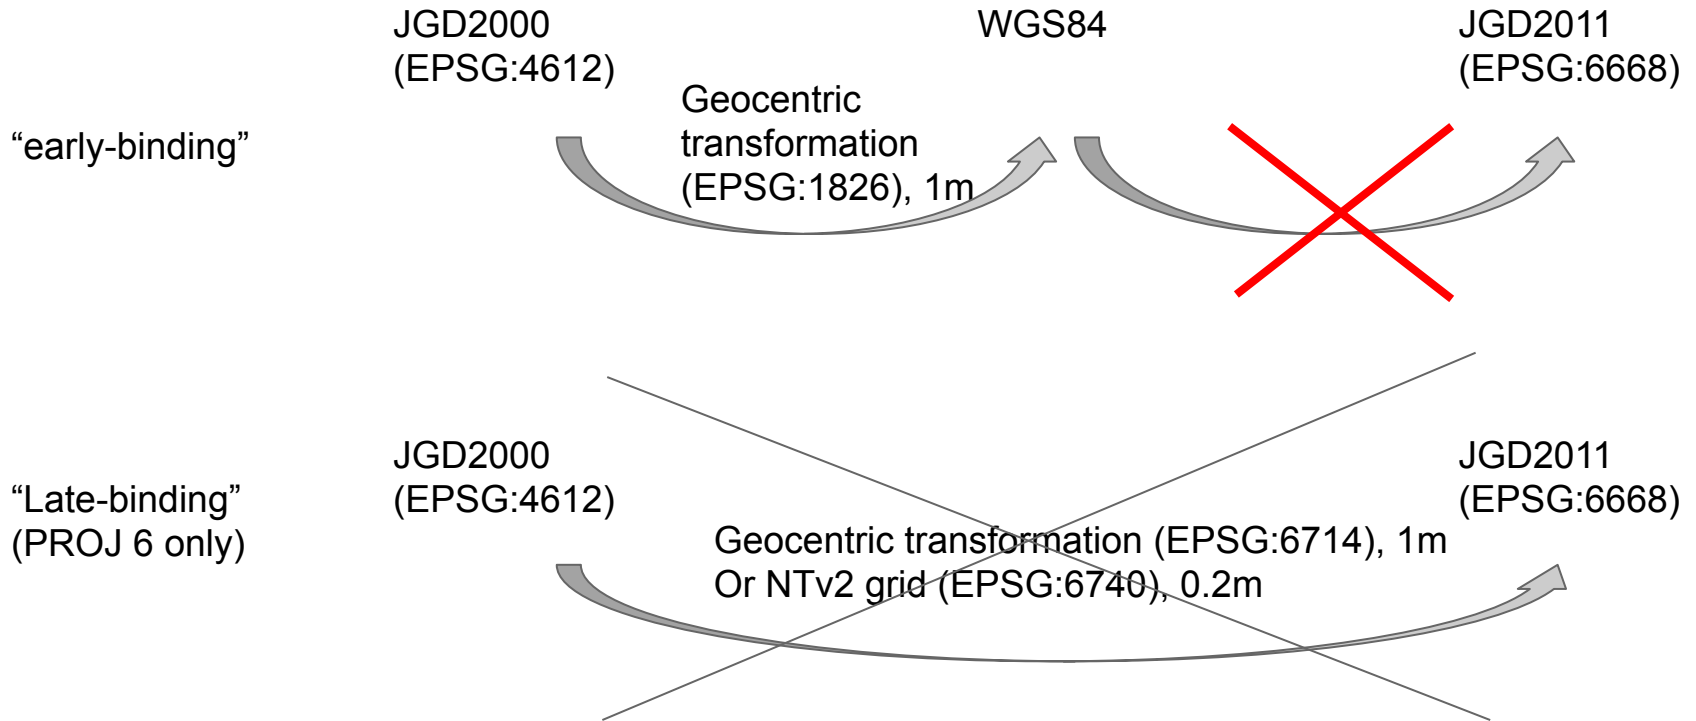 JGD2000
(EPSG:4612)
WGS84
JGD2011
(EPSG:6668)
“early-binding”
Geocentric
transformation
(EPSG:1826), 1m
JGD2000
(EPSG:4612)
JGD2011
(EPSG:6668)
“Late-binding”
(PROJ 6 only)
Geocentric transformation (EPSG:6714), 1m
Or NTv2 grid (EPSG:6740), 0.2m